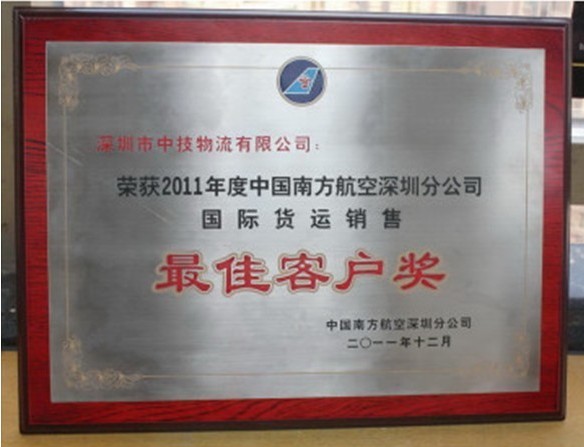 深圳市中技物流有限公司：
荣获2011年度中国南方航空深圳分公司
国际货运销售
最佳客户奖
中国南方航空深圳分公司
二〇一一年十二月